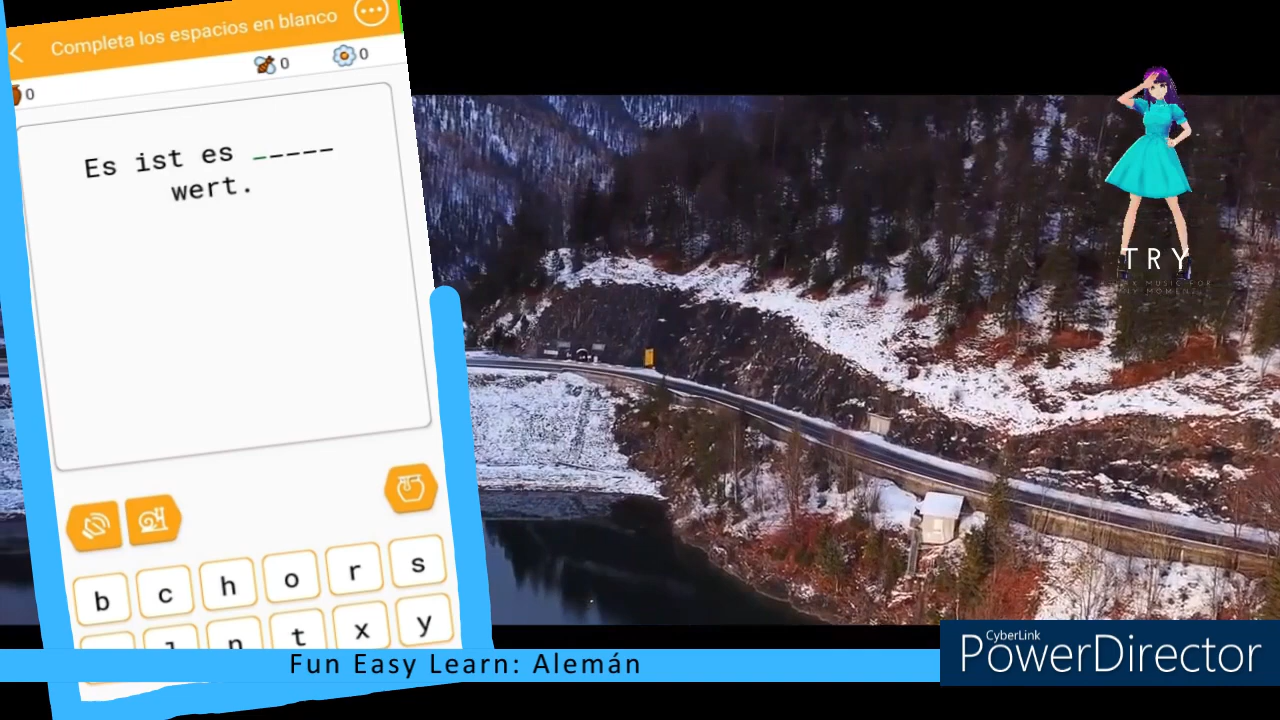 Completa los espacios en blanco
0
0
0
Es ist es _____
wert.
b c h o r s
n t x y
TRY
Fun Easy Learn: Alemán
CyberLink
PowerDirector